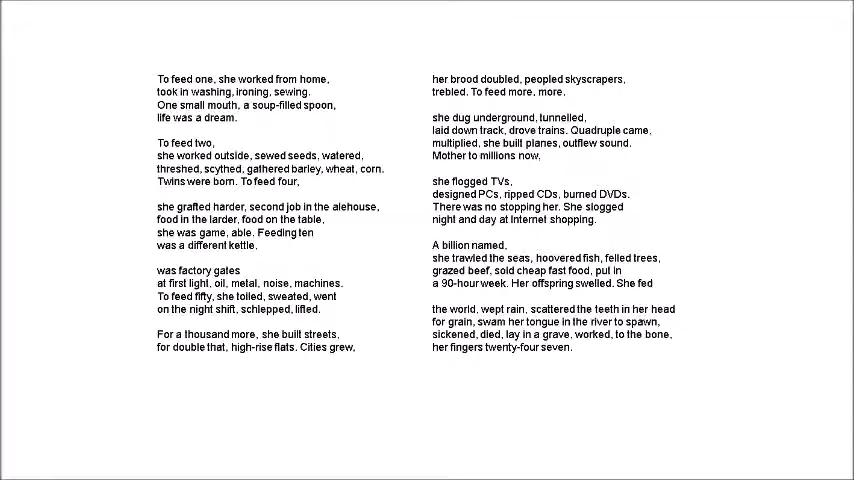 To feed one, she worked from home,
took in washing, ironing, sewing.
One small mouth, a soup-filled spoon,
life was a dream.
To feed two,
she worked outside, sewed seeds, watered,
threshed, scythed, gathered barley, wheat, corn.
Twins were born. To feed four,
she grafted harder, second job in the alehouse,
food in the larder, food on the table,
she was game, able. Feeding ten
was a different kettle,
was factory gates
at first light, oil, metal, noise, machines.
To feed fifty, she toiled, sweated, went
on the night shift, schlepped, lifted.
For a thousand more, she built streets,
for double that, high-rise flats. Cities grew,
her brood doubled, peopled skyscrapers,
trebled. To feed more, more,
she dug underground, tunnelled,
laid down track, drove trains. Quadruple came,
multiplied, she built planes, outflew sound.
Mother to millions now,
she flogged TVs,
designed PCs, ripped CDs, burned DVDs.
There was no stopping her. She slogged
night and day at Internet shopping.
A billion named,
she trawled the seas, hoovered fish, felled trees,
grazed beef, sold cheap fast food, put in
a 90-hour week. Her offspring swelled. She fed
the world, wept rain, scattered the teeth in her head
for grain, swam her tongue in the river to spawn,
sickened, died, lay in a grave, worked, to the bone,
her fingers twenty-four seven.